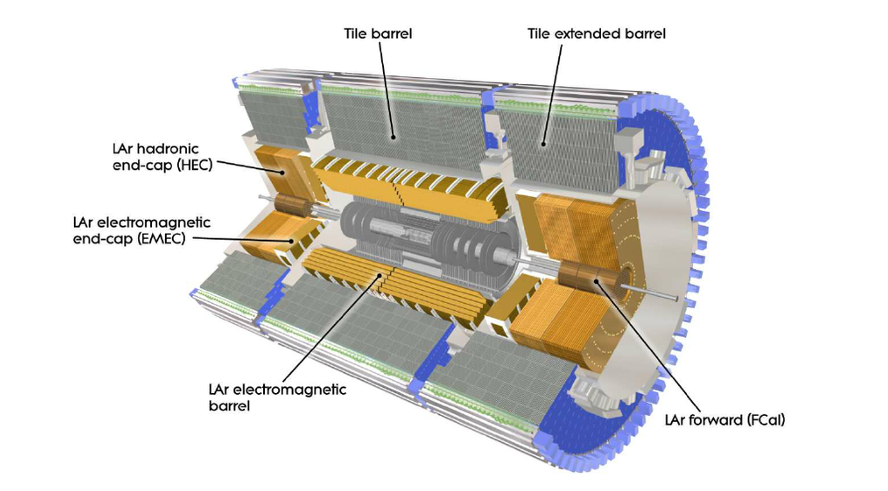 Tile barrel
Tile extended barrel
LAr hadronic
end-cap (HEC)
LAr electromagnetic
end-cap (EMEC)
LAr electromagnetic
barrel
LAr forward (FCal)